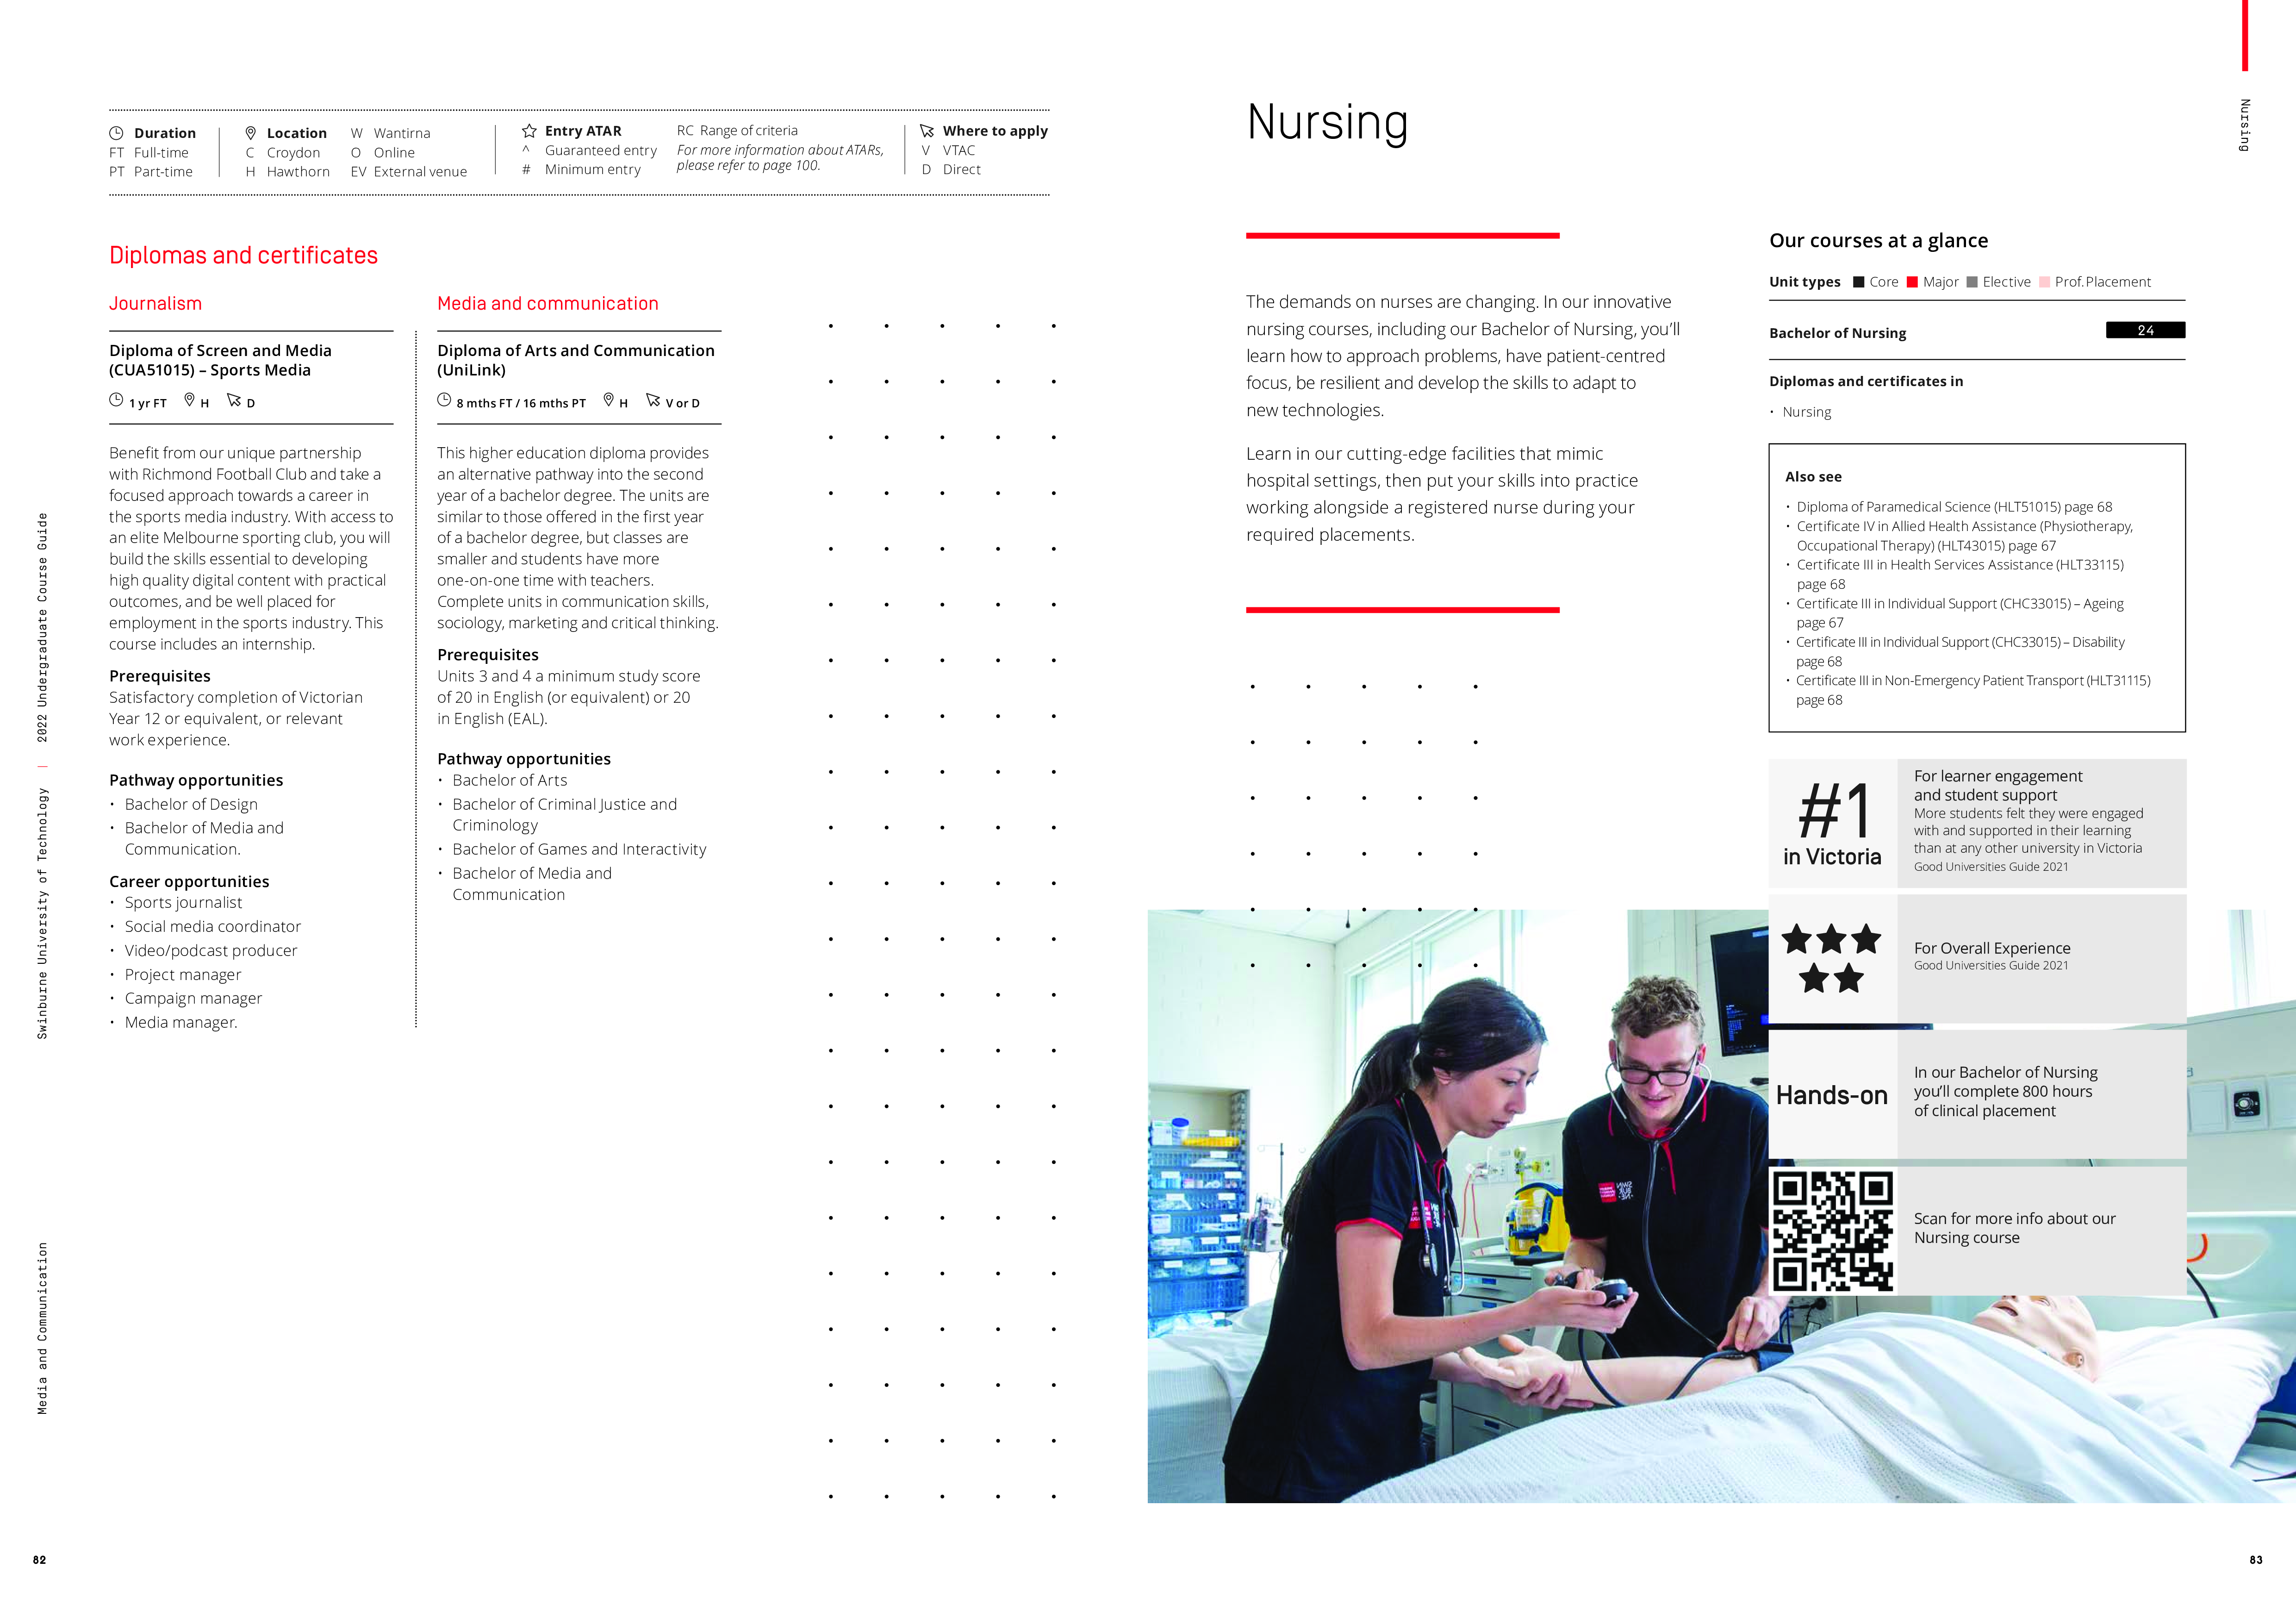 Duration
FT Full-time
PT Part-time
Location
C Croydon
H Hawthorn
W Wantirna
O Online
EV External venue
Entry ATAR
^ Guaranteed entry
# Minimum entry
RC Range of criteria
For more information about ATARs,
please refer to page 100.
Where to apply
V VTAC
D Direct
Diplomas and certificates
Journalism
Diploma of Screen and Media
(CUA51015) – Sports Media
1 yr FT H D
Benefit from our unique partnership
with Richmond Football Club and take a
focused approach towards a career in
the sports media industry. With access to
an elite Melbourne sporting club, you will
build the skills essential to developing
high quality digital content with practical
outcomes, and be well placed for
employment in the sports industry. This
course includes an internship.
Prerequisites
Satisfactory completion of Victorian
Year 12 or equivalent, or relevant
work experience.
Pathway opportunities
• Bachelor of Design
• Bachelor of Media and
Communication.
Career opportunities
• Sports journalist
• Social media coordinator
• Video/podcast producer
• Project manager
• Campaign manager
• Media manager.
Media and communication
Diploma of Arts and Communication
(UniLink)
8 mths FT / 16 mths PT H V or D
This higher education diploma provides
an alternative pathway into the second
year of a bachelor degree. The units are
similar to those offered in the first year
of a bachelor degree, but classes are
smaller and students have more
one-on-one time with teachers.
Complete units in communication skills,
sociology, marketing and critical thinking.
Prerequisites
Units 3 and 4 a minimum study score
of 20 in English (or equivalent) or 20
in English (EAL).
Pathway opportunities
• Bachelor of Arts
• Bachelor of Criminal Justice and
Criminology
• Bachelor of Games and Interactivity
• Bachelor of Media and
Communication
Swinburne University of Technology | 2022 Undergraduate Course Guide
Media and Communication
82
Nursing
Nursing
The demands on nurses are changing. In our innovative
nursing courses, including our Bachelor of Nursing, you’ll
learn how to approach problems, have patient-centred
focus, be resilient and develop the skills to adapt to
new technologies.
Learn in our cutting-edge facilities that mimic
hospital settings, then put your skills into practice
working alongside a registered nurse during your
required placements.
Our courses at a glance
Unit types Core Major Elective Prof. Placement
Bachelor of Nursing 24
Diplomas and certificates in
• Nursing
Also see
• Diploma of Paramedical Science (HLT51015) page 68
• Certificate IV in Allied Health Assistance (Physiotherapy,
Occupational Therapy) (HLT43015) page 67
• Certificate III in Health Services Assistance (HLT33115)
page 68
• Certificate III in Individual Support (CHC33015) – Ageing
page 67
• Certificate III in Individual Support (CHC33015) – Disability
page 68
• Certificate III in Non-Emergency Patient Transport (HLT31115)
page 68
#1
in Victoria
For learner engagement
and student support
More students felt they were engaged
with and supported in their learning
than at any other university in Victoria
Good Universities Guide 2021
For Overall Experience
Good Universities Guide 2021
Hands-on
In our Bachelor of Nursing
you’ll complete 800 hours
of clinical placement
Scan for more info about our
Nursing course
83